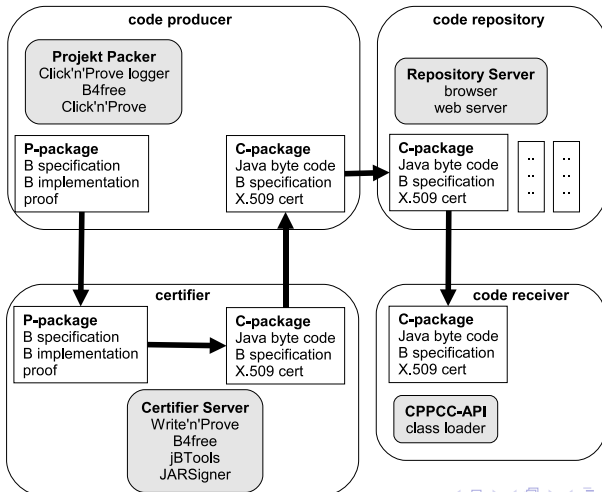 code producer
Projekt Packer
Click'n'Prove logger
B4free
Click'n'Prove
P-package
B specification
B implementation
proof
C-package
Java byte code
B specification
X.509 cert
code repository
Repository Server
browser
web server
C-package
Java byte code
B specification
X.509 cert
..
..
..
..
..
..
certifier
P-package
B specification
B implementation
proof
C-package
Java byte code
B specification
X.509 cert
Certifier Server
Write'n'Prove
B4free
jBTools
JARSigner
code receiver
C-package
Java byte code
B specification
X.509 cert
CPPCC-API
class loader